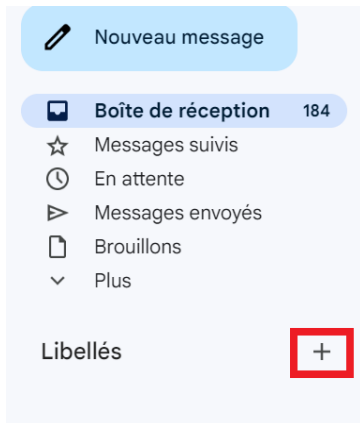 Nouveau message
Boîte de réception 184
Messages suivis
En attente
Messages envoyés
Brouillons
Plus
Libellés +